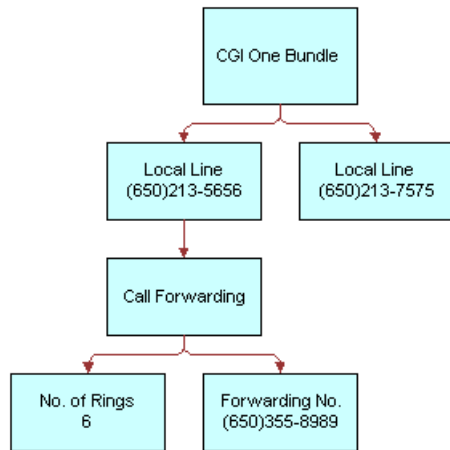 CGI One Bundle
Local Line
(650)213-5656
Local Line
(650)213-7575
Call Forwarding
No. of Rings
6
Forwarding No.
(650)355-8989